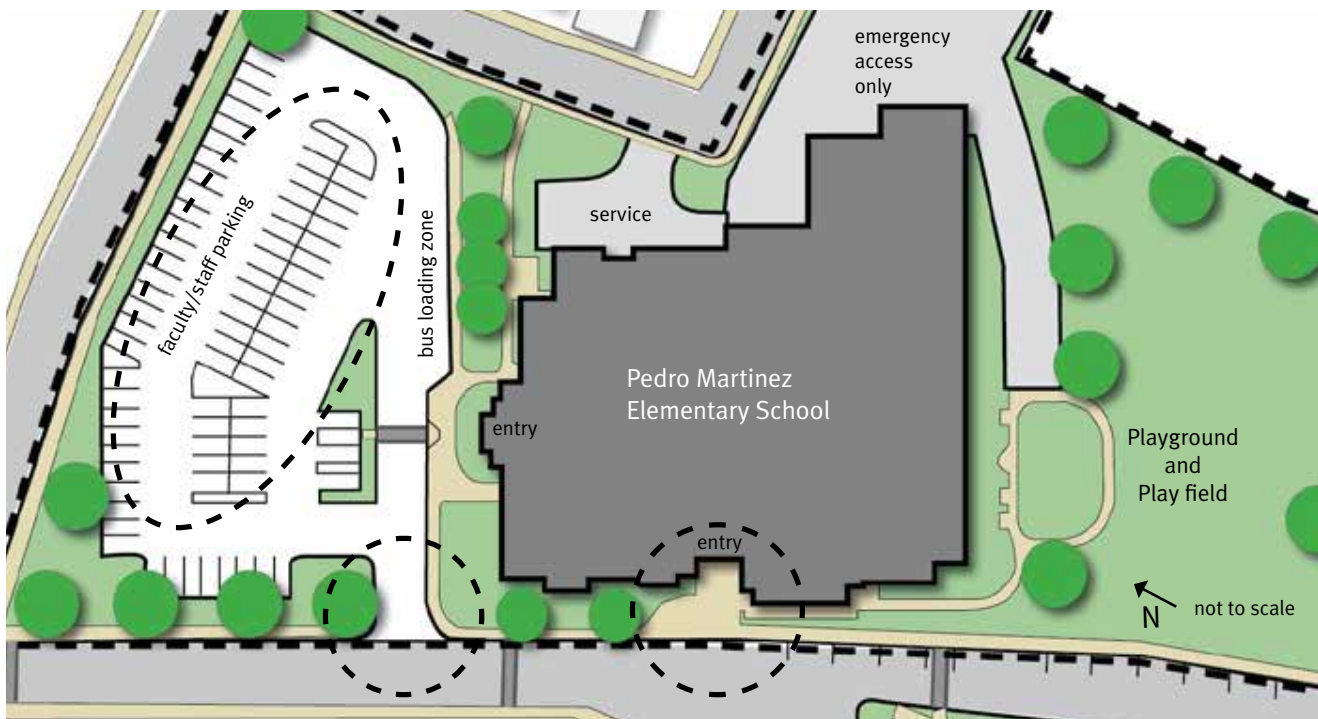 emergency
access
only
faculty/staff parking
bus loading zone
service
Pedro Martinez
Elementary School
entry
Playground
and
Play field
entry
N
not to scale